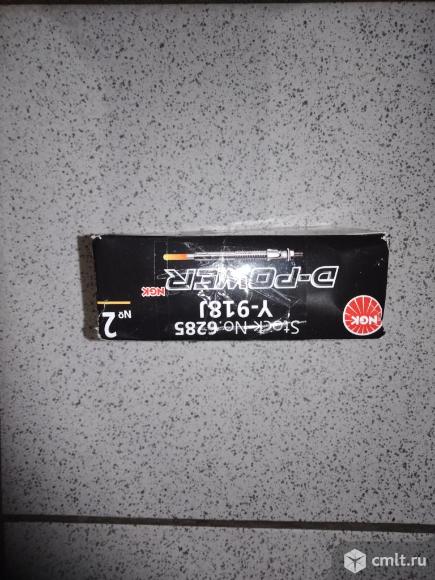 NGK
Stock-No.6285
Y-918J
D-POWER
NGK
Nº
2
cmlt.ru